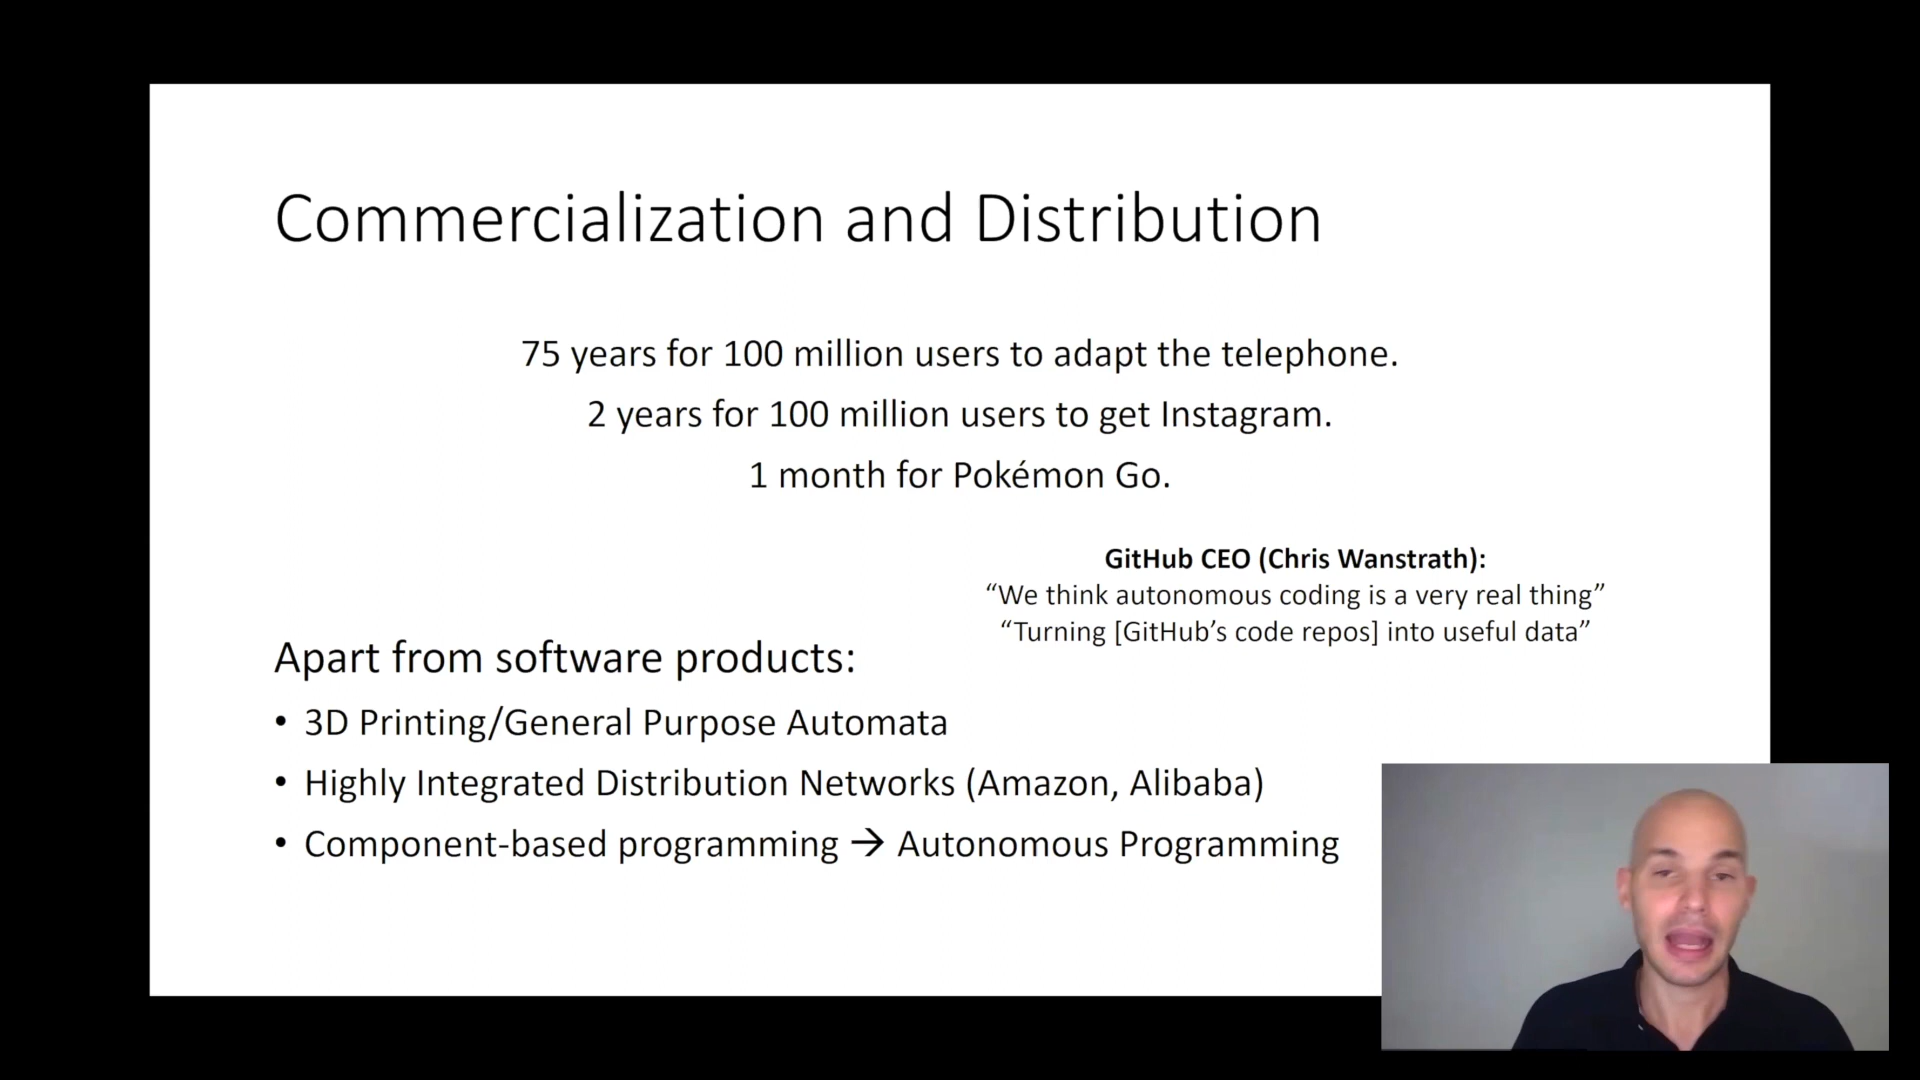 Commercialization and Distribution
75 years for 100 million users to adapt the telephone.
2 years for 100 million users to get Instagram.
1 month for Pokémon Go.
GitHub CEO (Chris Wanstrath):
“We think autonomous coding is a very real thing”
“Turning [GitHub’s code repos] into useful data”
Apart from software products:
• 3D Printing/General Purpose Automata
• Highly Integrated Distribution Networks (Amazon, Alibaba)
• Component-based programming → Autonomous Programming